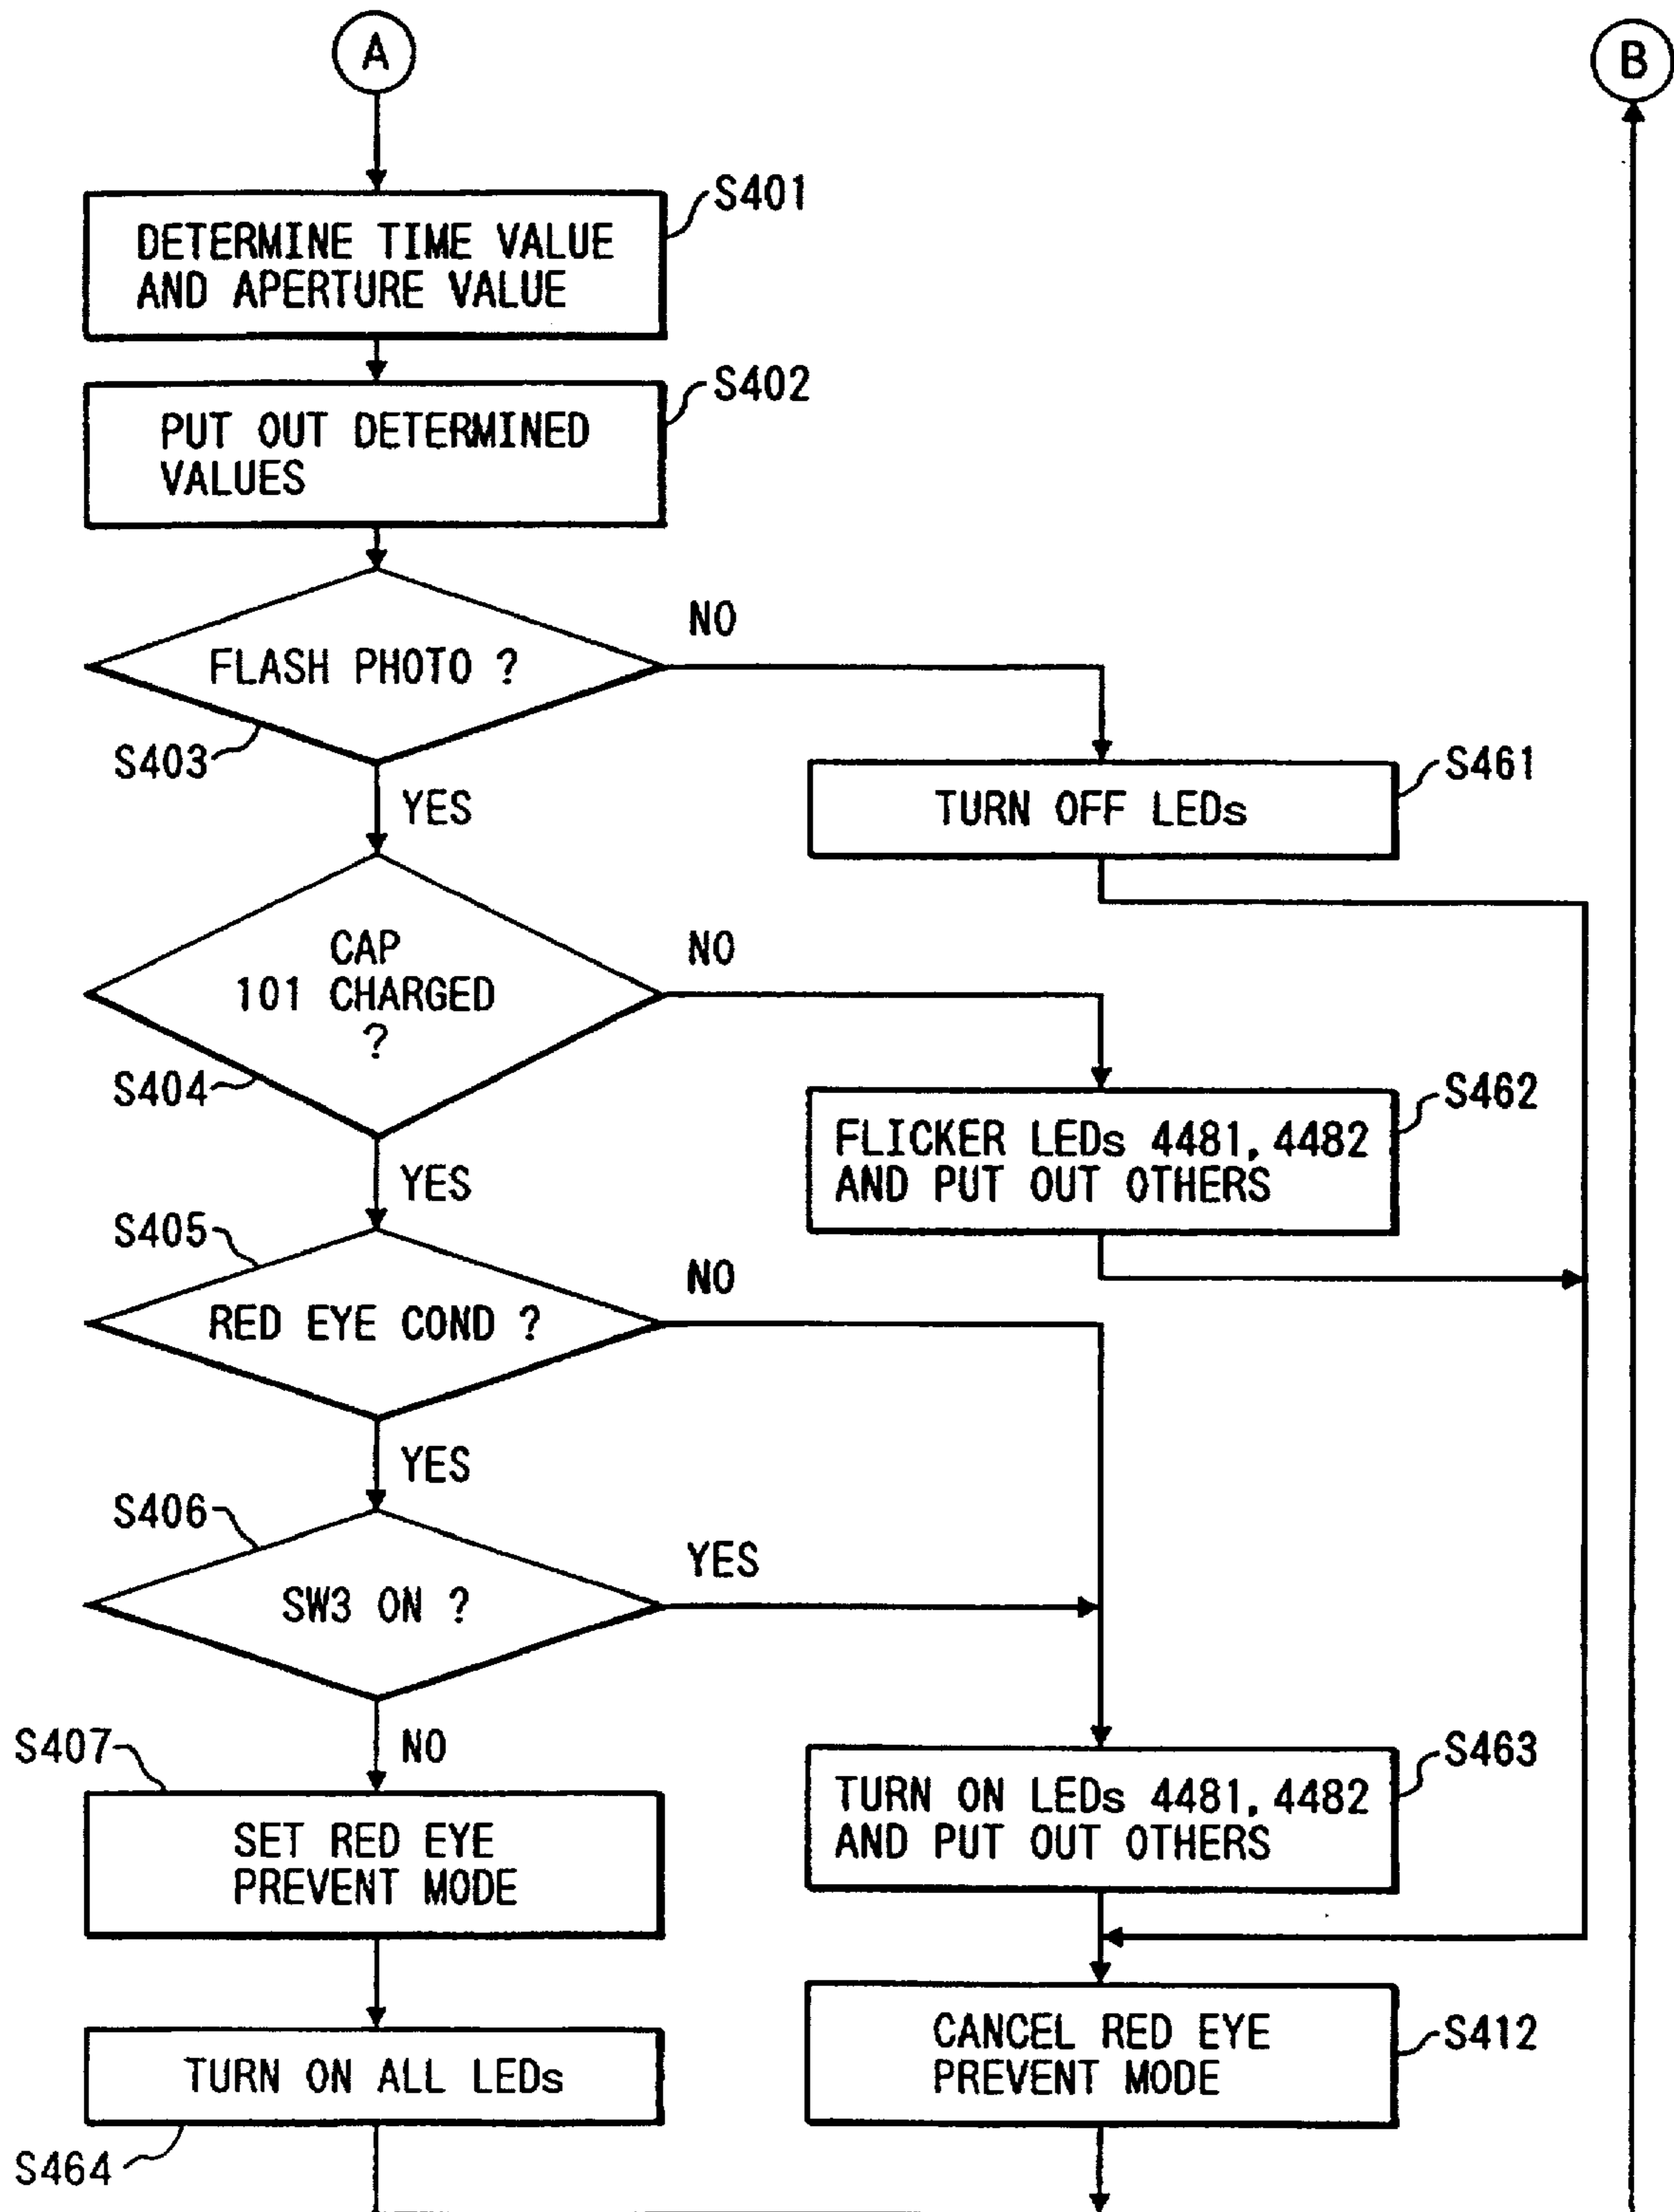 A
B
S401
DETERMINE TIME VALUE
AND APERTURE VALUE
S402
PUT OUT DETERMINED
VALUES
NO
FLASH PHOTO ?
S403
YES
S461
TURN OFF LEDs
CAP
101 CHARGED
?
NO
S404
YES
S462
FLICKER LEDs 4481, 4482
AND PUT OUT OTHERS
S405
NO
RED EYE COND ?
YES
S406
YES
SW3 ON ?
NO
S407
SET RED EYE
PREVENT MODE
S463
TURN ON LEDs 4481, 4482
AND PUT OUT OTHERS
CANCEL RED EYE
PREVENT MODE
S412
TURN ON ALL LEDs
S464